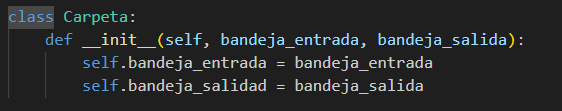 class Carpeta:
    def __init__(self, bandeja_entrada, bandeja_salida):
        self.bandeja_entrada = bandeja_entrada
        self.bandeja_salidad = bandeja_salida